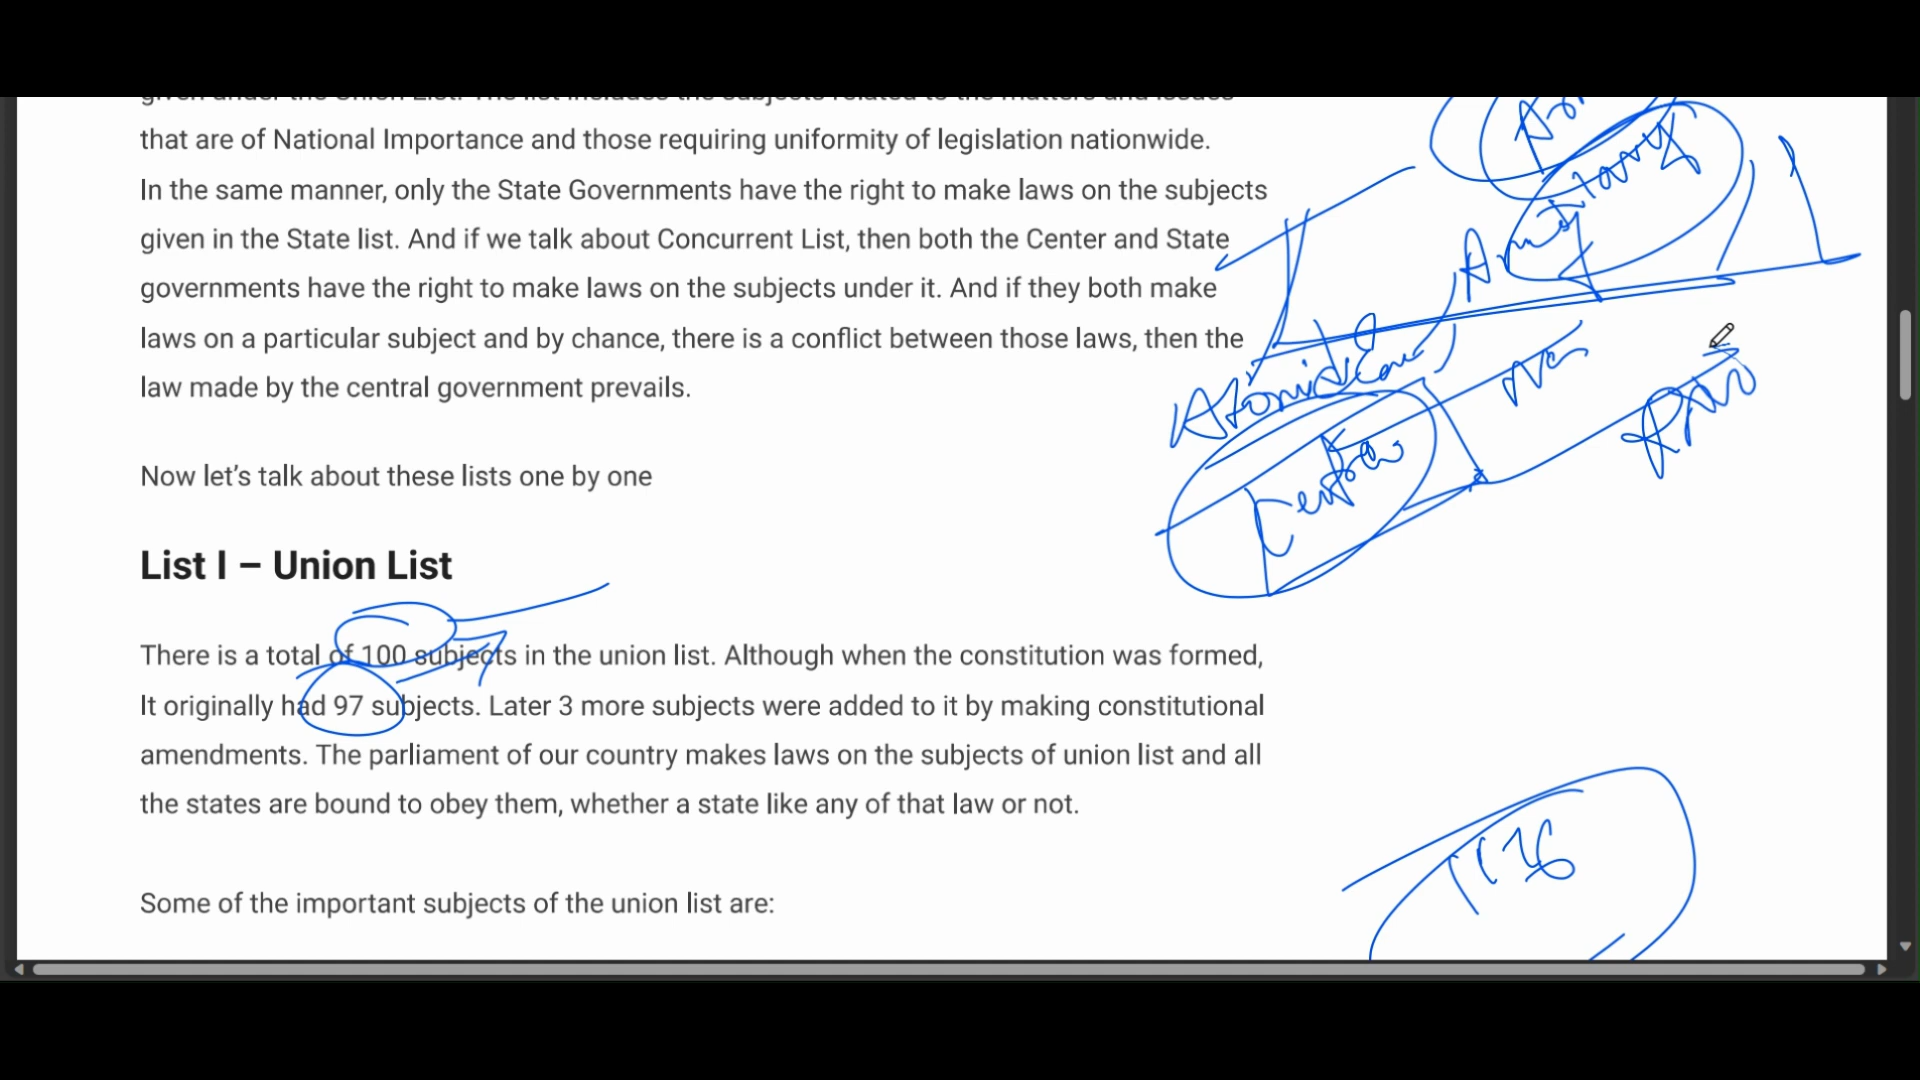 that are of National Importance and those requiring uniformity of legislation nationwide.
In the same manner, only the State Governments have the right to make laws on the subjects
given in the State list. And if we talk about Concurrent List, then both the Center and State
governments have the right to make laws on the subjects under it. And if they both make
laws on a particular subject and by chance, there is a conflict between those laws, then the
law made by the central government prevails.
Now let’s talk about these lists one by one
List I – Union List
There is a total of 100 subjects in the union list. Although when the constitution was formed,
It originally had 97 subjects. Later 3 more subjects were added to it by making constitutional
amendments. The parliament of our country makes laws on the subjects of union list and all
the states are bound to obey them, whether a state like any of that law or not.
Some of the important subjects of the union list are:
Army